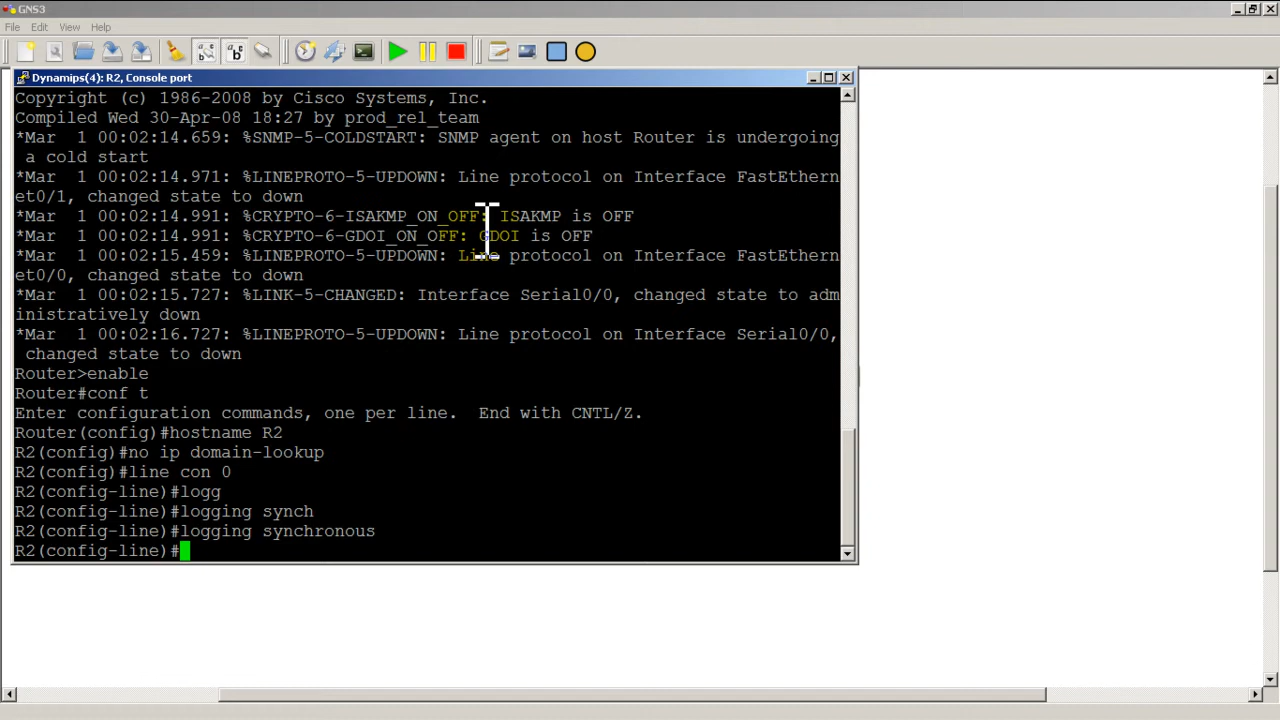 GNS3
File Edit View Help
Dynamips(4): R2, Console port
Copyright (c) 1986-2008 by Cisco Systems, Inc.
Compiled Wed 30-Apr-08 18:27 by prod_rel_team
*Mar  1 00:02:14.659: %SNMP-5-COLDSTART: SNMP agent on host Router is undergoing
 a cold start
*Mar  1 00:02:14.971: %LINEPROTO-5-UPDOWN: Line protocol on Interface FastEthern
et0/1, changed state to down
*Mar  1 00:02:14.991: %CRYPTO-6-ISAKMP_ON_OFF: ISAKMP is OFF
*Mar  1 00:02:14.991: %CRYPTO-6-GDOI_ON_OFF: GDOI is OFF
*Mar  1 00:02:15.459: %LINEPROTO-5-UPDOWN: Line protocol on Interface FastEthern
et0/0, changed state to down
*Mar  1 00:02:15.727: %LINK-5-CHANGED: Interface Serial0/0, changed state to adm
inistratively down
*Mar  1 00:02:16.727: %LINEPROTO-5-UPDOWN: Line protocol on Interface Serial0/0,
 changed state to down
Router>enable
Router#conf t
Enter configuration commands, one per line.  End with CNTL/Z.
Router(config)#hostname R2
R2(config)#no ip domain-lookup
R2(config)#line con 0
R2(config-line)#logg
R2(config-line)#logging synch
R2(config-line)#logging synchronous
R2(config-line)#